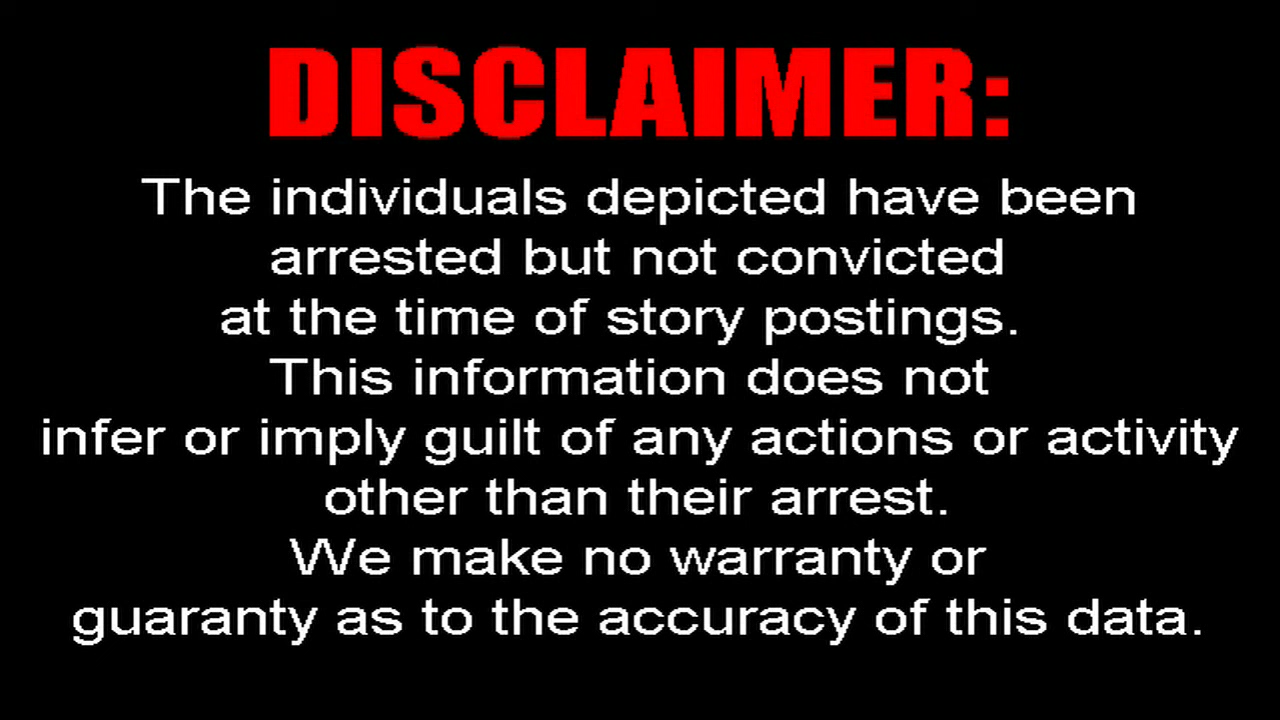 DISCLAIMER:
The individuals depicted have been
arrested but not convicted
at the time of story postings.
This information does not
infer or imply guilt of any actions or activity
other than their arrest.
We make no warranty or
guaranty as to the accuracy of this data.